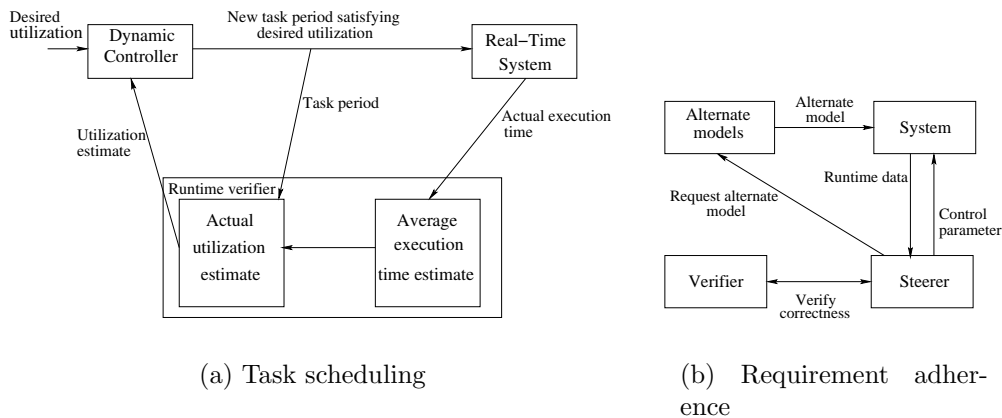 Desired
utilization
Dynamic
Controller
New task period satisfying
desired utilization
Real-Time
System
Task period
Actual execution
time
Utilization
estimate
Runtime verifier
Actual
utilization
estimate
Average
execution
time estimate
(a) Task scheduling
Alternate
models
Alternate
model
System
Runtime data
Request alternate
model
Control
parameter
Verifier
Verify
correctness
Steerer
(b) Requirement adher-
ence